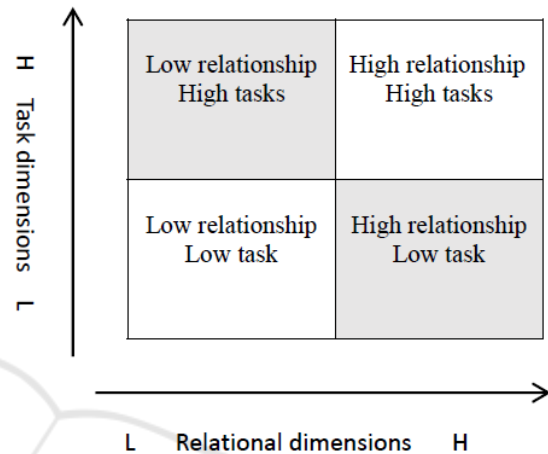 H Task dimensions L
Low relationship
High tasks
High relationship
High tasks
Low relationship
Low task
High relationship
Low task
L Relational dimensions H